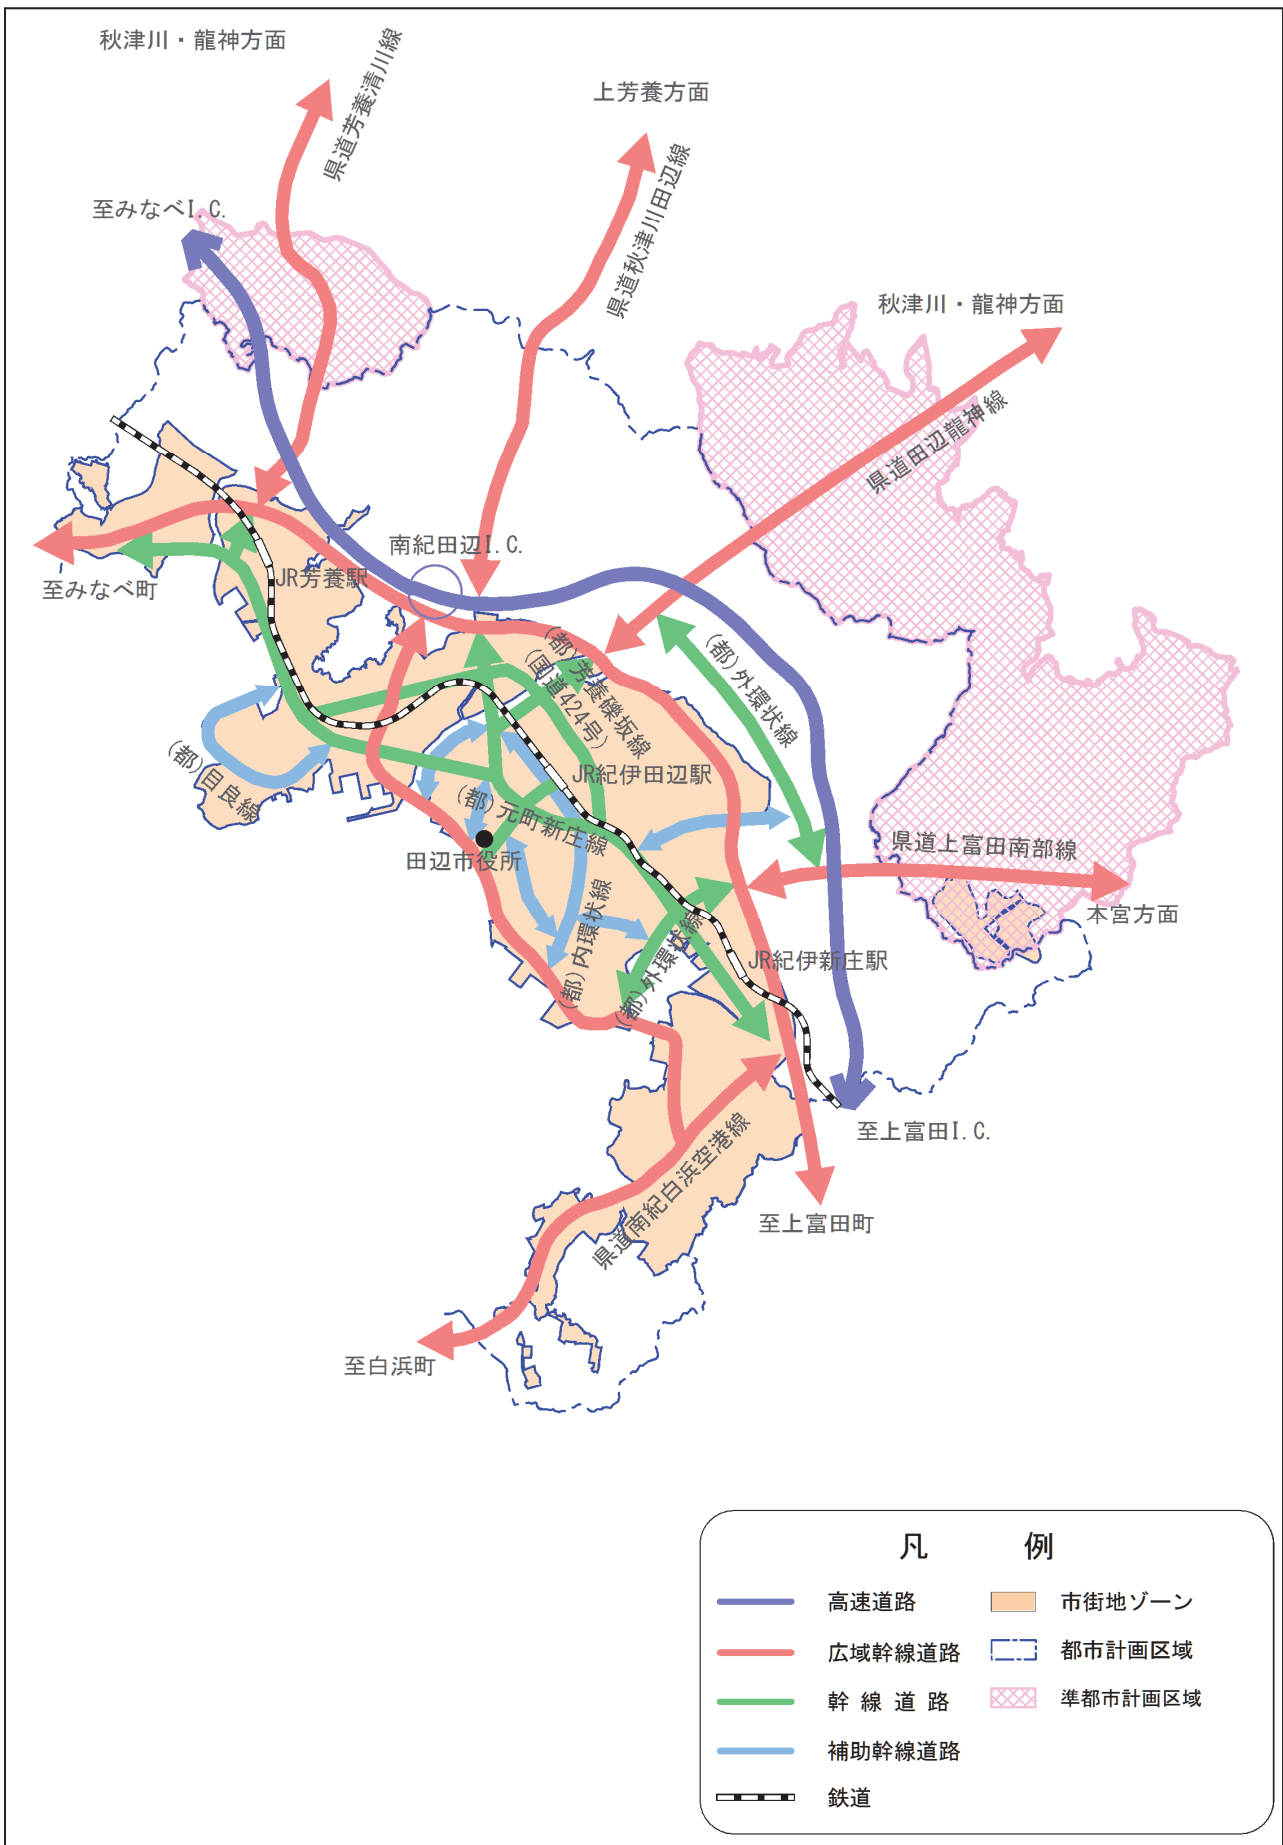 秋津川・龍神方面
県道芳養清川線
上芳養方面
県道秋津川田辺線
至みなべI.C.
秋津川・龍神方面
県道田辺龍神線
南紀田辺I.C.
JR芳養駅
至みなべ町
(都)外環状線
(都)芳養礫坂線
(国道424号)
(都)目良線
JR紀伊田辺駅
(都)元町新庄線
田辺市役所
県道上富田南部線
本宮方面
(都)内環状線
(都)外環状線
JR紀伊新庄駅
至上富田I.C.
県道南紀白浜空港線
至上富田町
至白浜町
凡 例
高速道路
市街地ゾーン
広域幹線道路
都市計画区域
幹線道路
準都市計画区域
補助幹線道路
鉄道